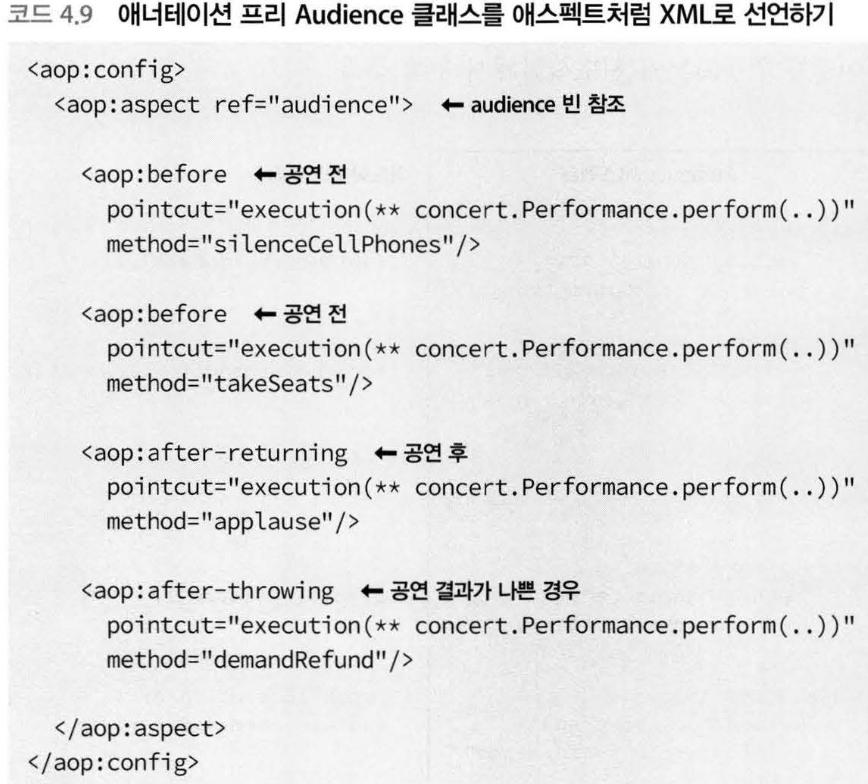 코드 4.9 애너테이션 프리 Audience 클래스를 애스펙트처럼 XML로 선언하기
<aop:config>
<aop:aspect ref="audience"> ← audience 빈 참조
<aop:before ← 공연 전
pointcut="execution(** concert.Performance.perform(..))"
method="silenceCellPhones"/>
<aop:before ← 공연 전
pointcut="execution(** concert.Performance.perform(..))"
method="takeSeats"/>
<aop:after-returning ← 공연 후
pointcut="execution(** concert.Performance.perform(..))"
method="applause"/>
<aop:after-throwing ← 공연 결과가 나쁜 경우
pointcut="execution(** concert.Performance.perform(..))"
method="demandRefund"/>
</aop:aspect>
</aop:config>